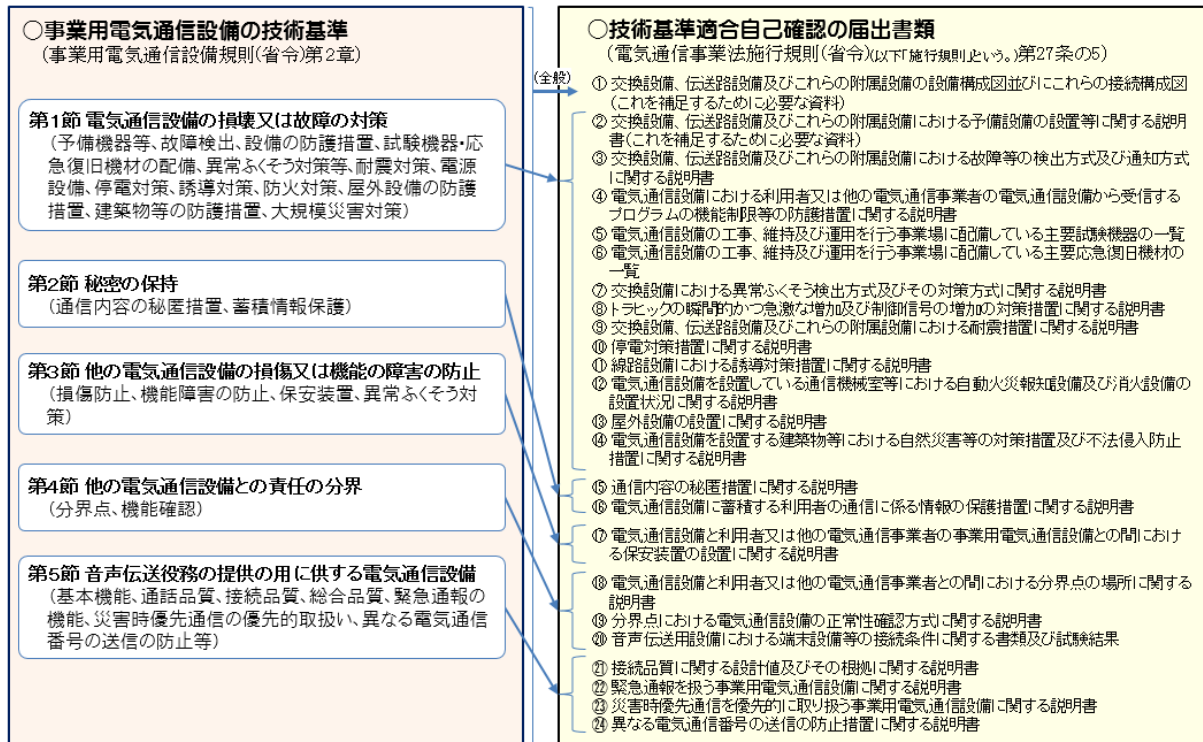 ○事業用電気通信設備の技術基準
(事業用電気通信設備規則(省令)第2章)
第1節 電気通信設備の損壊又は故障の対策
(予備機器等、故障検出、設備の防護措置、試験機器・応
急復旧機材の配備、異常ふくそう対策等、耐震対策、電源
設備、停電対策、誘導対策、防火対策、屋外設備の防護
措置、建築物等の防護措置、大規模災害対策)
第2節 秘密の保持
(通信内容の秘匿措置、蓄積情報保護)
第3節 他の電気通信設備の損傷又は機能の障害の防止
(損傷防止、機能障害の防止、保安装置、異常ふくそう対
策)
第4節 他の電気通信設備との責任の分界
(分界点、機能確認)
第5節 音声伝送役務の提供の用に供する電気通信設備
(基本機能、通話品質、接続品質、総合品質、緊急通報の
機能、災害時優先通信の優先的取扱い、異なる電気通信
番号の送信の防止等)
(全般)
○技術基準適合自己確認の届出書類
(電気通信事業法施行規則(省令)(以下「施行規則」という。)第27条の5)
① 交換設備、伝送路設備及びこれらの附属設備の設備構成図並びにこれらの接続構成図
(これを補足するために必要な資料)
② 交換設備、伝送路設備及びこれらの附属設備における予備設備の設置等に関する説明
書(これを補足するために必要な資料)
③ 交換設備、伝送路設備及びこれらの附属設備における故障等の検出方式及び通知方式
に関する説明書
④ 電気通信設備における利用者又は他の電気通信事業者の電気通信設備から受信する
プログラムの機能制限等の防護措置に関する説明書
⑤ 電気通信設備の工事、維持及び運用を行う事業場に配備している主要試験機器の一覧
⑥ 電気通信設備の工事、維持及び運用を行う事業場に配備している主要応急復旧機材の
一覧
⑦ 交換設備における異常ふくそう検出方式及びその対策方式に関する説明書
⑧ トラヒックの瞬間的かつ急激な増加及び制御信号の増加の対策措置に関する説明書
⑨ 交換設備、伝送路設備及びこれらの附属設備における耐震措置に関する説明書
⑩ 停電対策措置に関する説明書
⑪ 線路設備における誘導対策措置に関する説明書
⑫ 電気通信設備を設置している通信機械室等における自動火災報知設備及び消火設備の
設置状況に関する説明書
⑬ 屋外設備の設置に関する説明書
⑭ 電気通信設備を設置する建築物等における自然災害等の対策措置及び不法侵入防止
措置に関する説明書
⑮ 通信内容の秘匿措置に関する説明書
⑯ 電気通信設備に蓄積する利用者の通信に係る情報の保護措置に関する説明書
⑰ 電気通信設備と利用者又は他の電気通信事業者の事業用電気通信設備との間におけ
る保安装置の設置に関する説明書
⑱ 電気通信設備と利用者又は他の電気通信事業者との間における分界点の場所に関する
説明書
⑲ 分界点における電気通信設備の正常性確認方式に関する説明書
⑳ 音声伝送用設備における端末設備等の接続条件に関する書類及び試験結果
㉑ 接続品質に関する設計値及びその根拠に関する説明書
㉒ 緊急通報を扱う事業用電気通信設備に関する説明書
㉓ 災害時優先通信を優先的に取り扱う事業用電気通信設備に関する説明書
㉔ 異なる電気通信番号の送信の防止措置に関する説明書